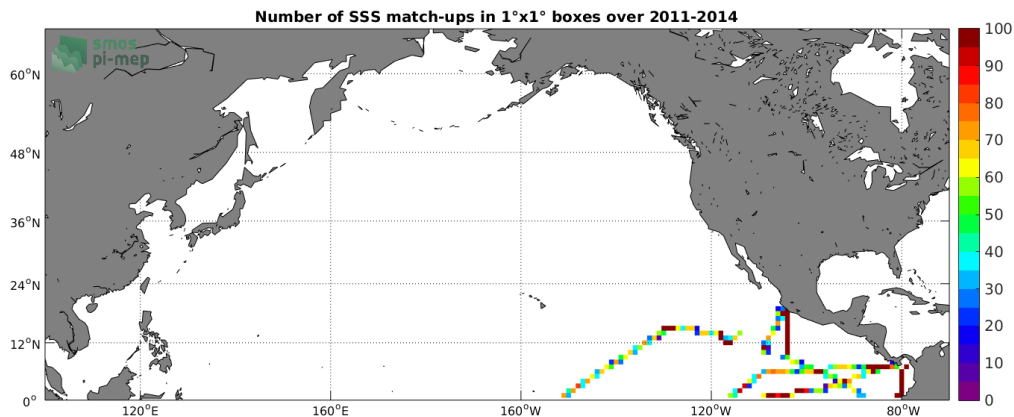 Number of SSS match-ups in 1°x1° boxes over 2011-2014
smos
pi-mep
60°N
48°N
36°N
24°N
12°N
0°
120°E
160°E
160°W
120°W
80°W
100
90
80
70
60
50
40
30
20
10
0